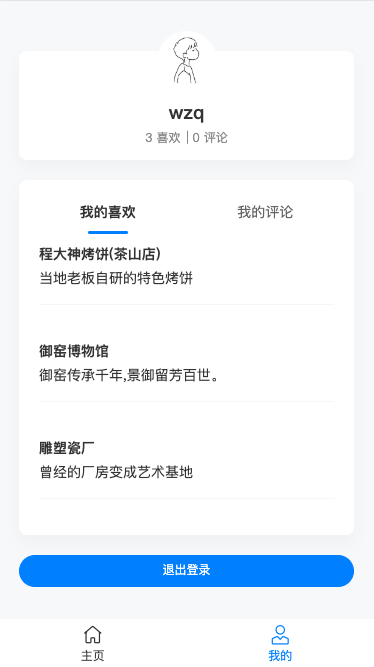 wzq
3 喜欢 | 0 评论
我的喜欢 我的评论
程大神烤饼(茶山店)
当地老板自研的特色烤饼
御窑博物馆
御窑传承千年,景御留芳百世。
雕塑瓷厂
曾经的厂房变成艺术基地
退出登录
主页 我的